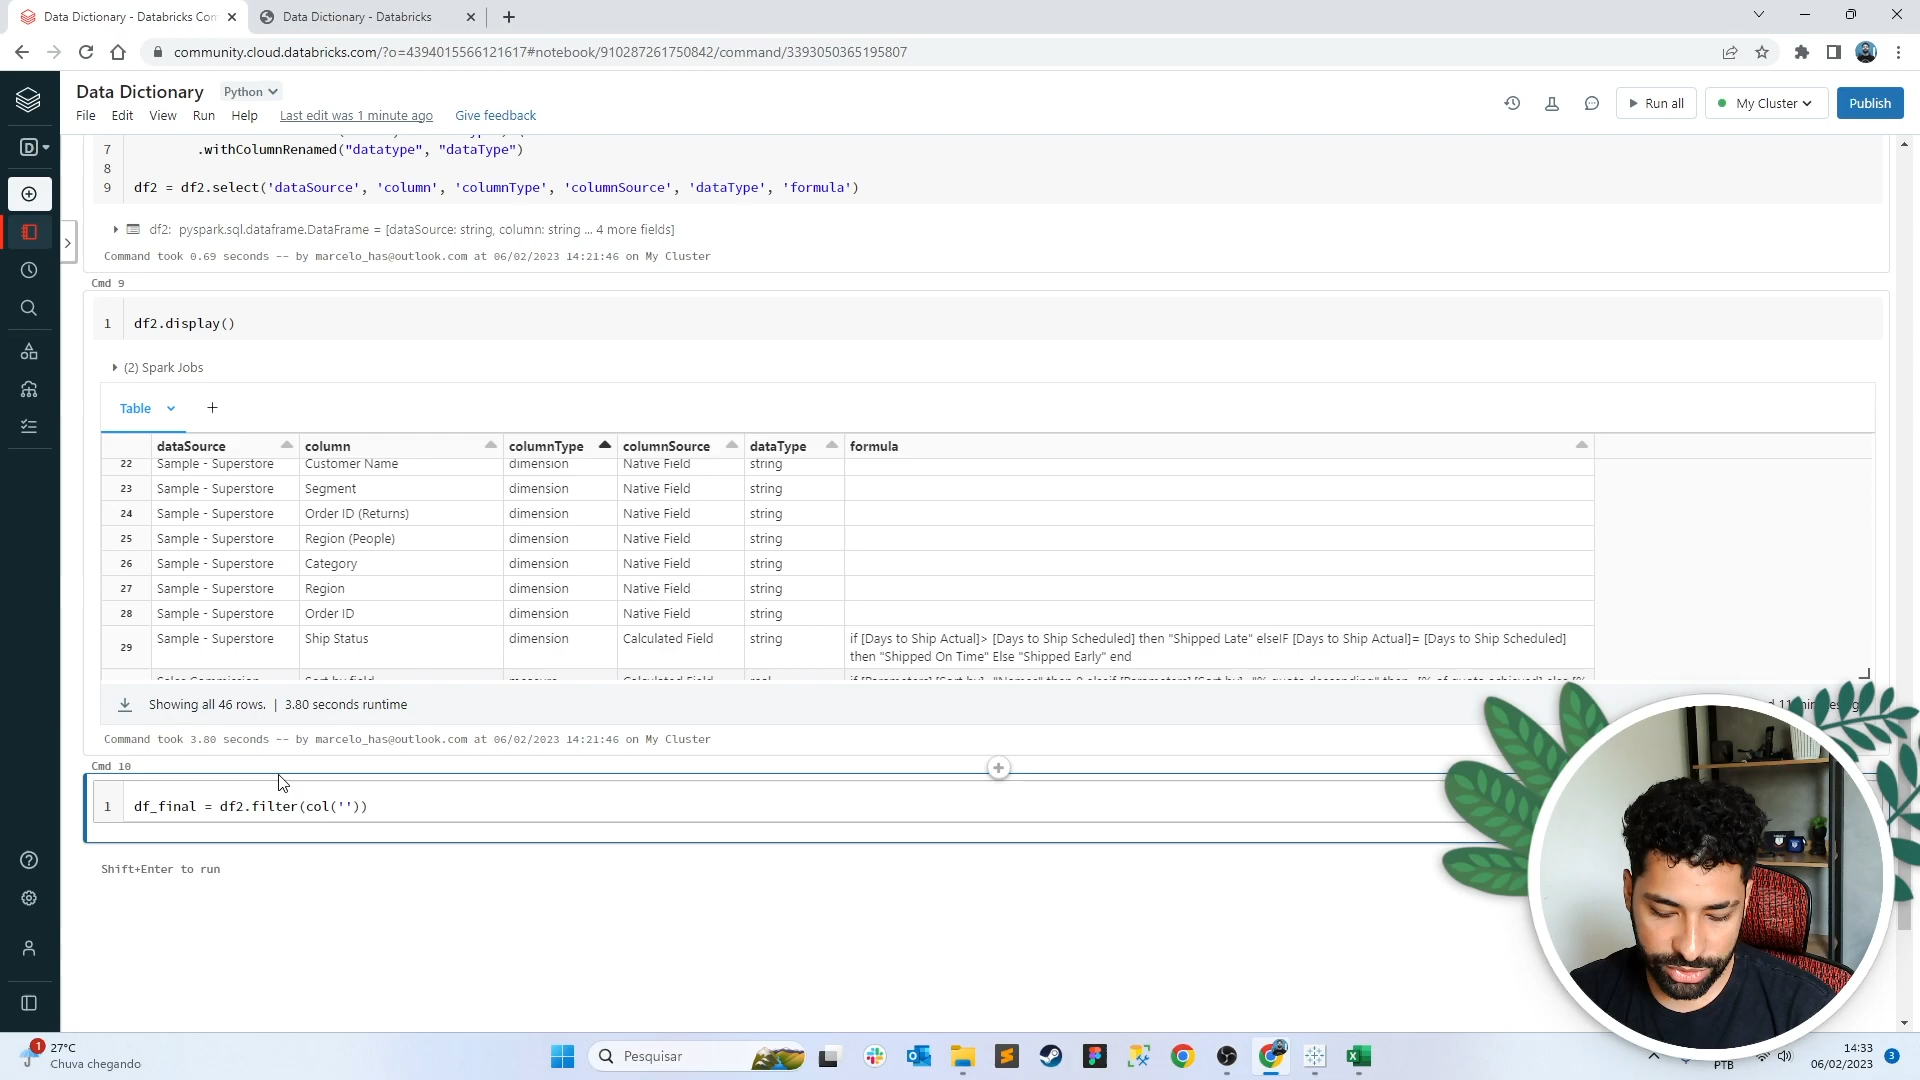 Data Dictionary - Databricks Com
Data Dictionary - Databricks
community.cloud.databricks.com/?o=4394015566121617#notebook/910287261750842/command/3393050365195807
Data Dictionary
Python
Run all
My Cluster
Publish
File Edit View Run Help Last edit was 1 minute ago Give feedback
D
7 .withColumnRenamed("datatype", "dataType")
8
9 df2 = df2.select('dataSource', 'column', 'columnType', 'columnSource', 'dataType', 'formula')
df2: pyspark.sql.dataframe.DataFrame = [dataSource: string, column: string ... 4 more fields]
Command took 0.69 seconds -- by marcelo_has@outlook.com at 06/02/2023 14:21:46 on My Cluster
Cmd 9
1 df2.display()
(2) Spark Jobs
Table
dataSource column columnType columnSource dataType formula
22 Sample - Superstore Customer Name dimension Native Field string
23 Sample - Superstore Segment dimension Native Field string
24 Sample - Superstore Order ID (Returns) dimension Native Field string
25 Sample - Superstore Region (People) dimension Native Field string
26 Sample - Superstore Category dimension Native Field string
27 Sample - Superstore Region dimension Native Field string
28 Sample - Superstore Order ID dimension Native Field string
29 Sample - Superstore Ship Status dimension Calculated Field string if [Days to Ship Actual]> [Days to Ship Scheduled] then "Shipped Late" elseIF [Days to Ship Actual]= [Days to Ship Scheduled]
then "Shipped On Time" Else "Shipped Early" end
Showing all 46 rows. | 3.80 seconds runtime
Command took 3.80 seconds -- by marcelo_has@outlook.com at 06/02/2023 14:21:46 on My Cluster
Cmd 10
1 df_final = df2.filter(col(''))
Shift+Enter to run
1
27°C
Chuva chegando
Pesquisar
PTB
14:33
06/02/2023
3